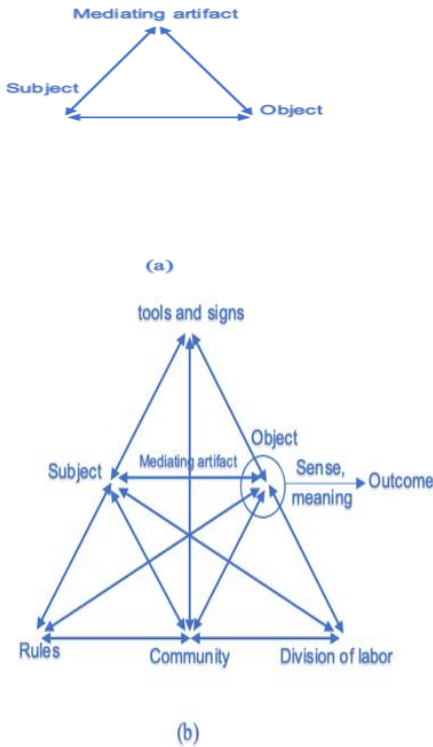 Mediating artifact
Subject
Object
(a)
tools and signs
Object
Subject
Mediating artifact
Sense,
meaning
Outcome
Rules
Community
Division of labor
(b)